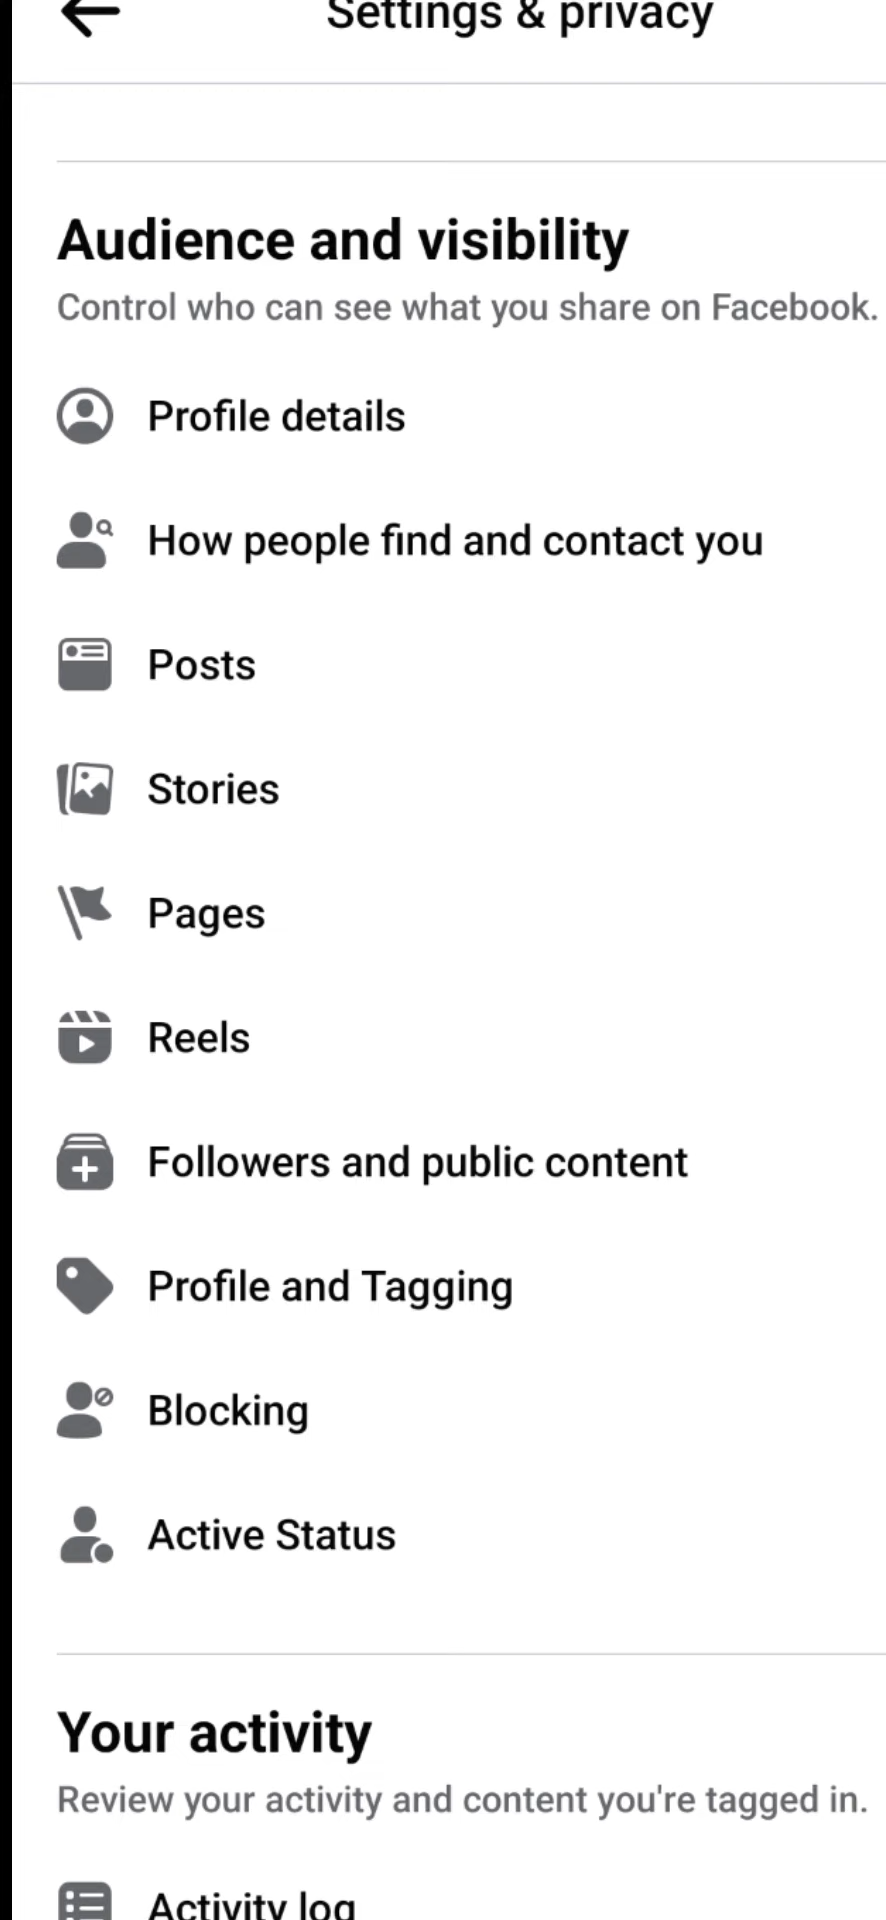 Settings & privacy
Audience and visibility
Control who can see what you share on Facebook.
Profile details
How people find and contact you
Posts
Stories
Pages
Reels
Followers and public content
Profile and Tagging
Blocking
Active Status
Your activity
Review your activity and content you're tagged in.
Activity log